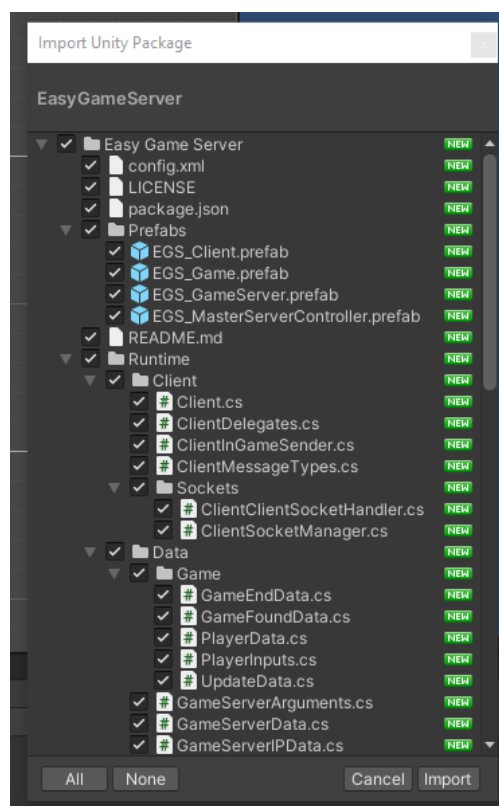 Import Unity Package
x
EasyGameServer
Easy Game Server NEW
config.xml NEW
LICENSE NEW
package.json NEW
Prefabs NEW
EGS_Client.prefab NEW
EGS_Game.prefab NEW
EGS_GameServer.prefab NEW
EGS_MasterServerController.prefab NEW
README.md NEW
Runtime NEW
Client NEW
# Client.cs NEW
# ClientDelegates.cs NEW
# ClientInGameSender.cs NEW
# ClientMessageTypes.cs NEW
Sockets NEW
# ClientClientSocketHandler.cs NEW
# ClientSocketManager.cs NEW
Data NEW
Game NEW
# GameEndData.cs NEW
# GameFoundData.cs NEW
# PlayerData.cs NEW
# PlayerInputs.cs NEW
# UpdateData.cs NEW
# GameServerArguments.cs NEW
# GameServerData.cs NEW
# GameServerIPData.cs NEW
All None Cancel Import